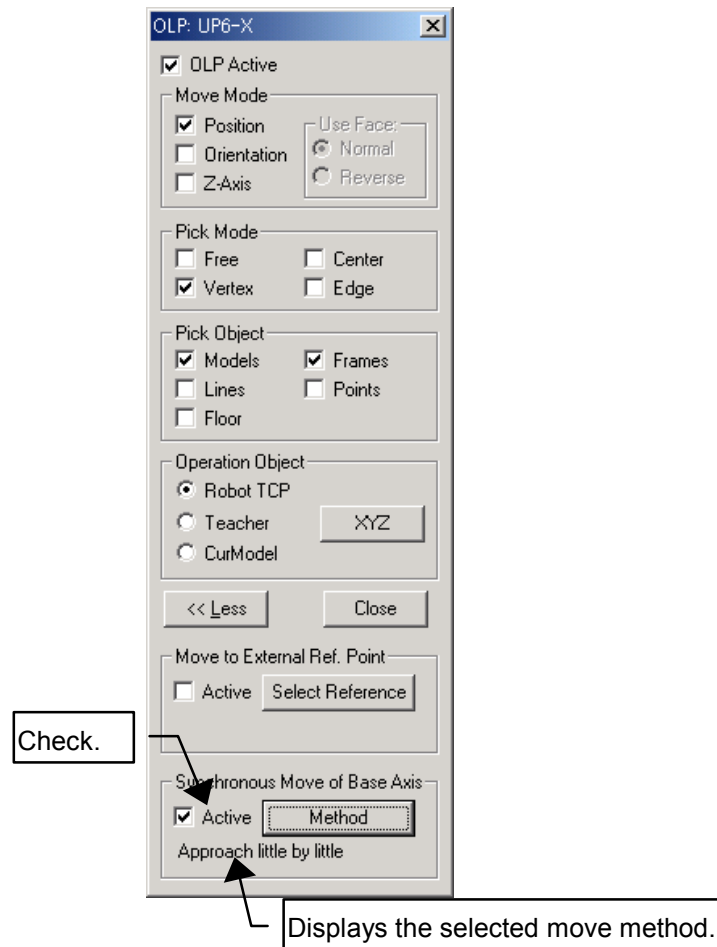 OLP: UP6-X
OLP Active
Move Mode
Position
Orientation
Z-Axis
Use Face:
Normal
Reverse
Pick Mode
Free
Center
Vertex
Edge
Pick Object
Models
Frames
Lines
Points
Floor
Operation Object
Robot TCP
Teacher
XYZ
CurModel
<< Less
Close
Move to External Ref. Point
Active
Select Reference
Check.
Synchronous Move of Base Axis
Active
Method
Approach little by little
Displays the selected move method.